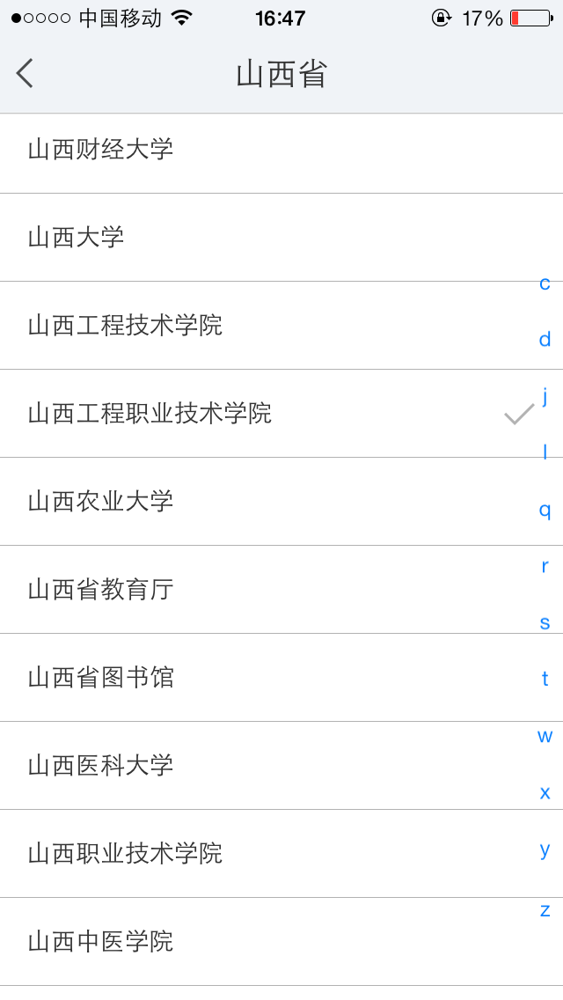 中国移动 16:47 17%
山西省
山西财经大学
山西大学
山西工程技术学院
山西工程职业技术学院
山西农业大学
山西省教育厅
山西省图书馆
山西医科大学
山西职业技术学院
山西中医学院
c
d
j
l
q
r
s
t
w
x
y
z